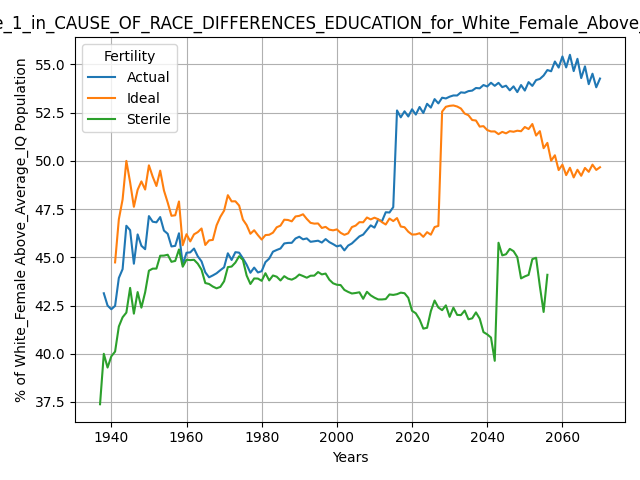 e_1_in_CAUSE_OF_RACE_DIFFERENCES_EDUCATION_for_White_Female_Above_
% of White_Female Above_Average_IQ Population
Fertility
Actual
Ideal
Sterile
55.0
52.5
50.0
47.5
45.0
42.5
40.0
37.5
1940 1960 1980 2000 2020 2040 2060
Years